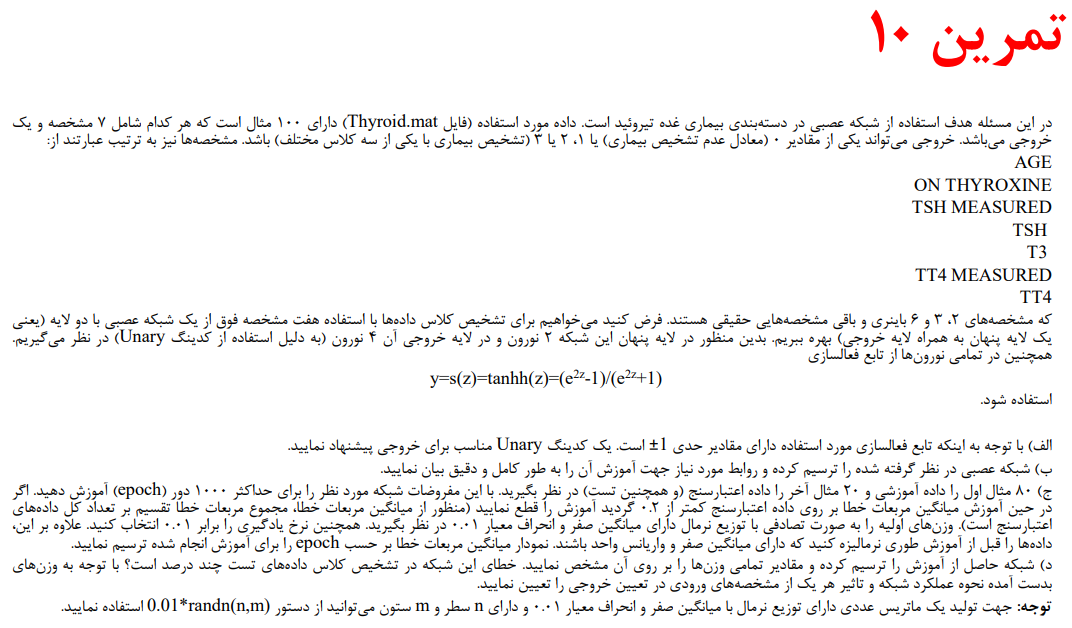 تمرین ۱۰
در این مسئله هدف استفاده از شبکه عصبی در دسته‌بندی بیماری غده تیروئید است. داده مورد استفاده (فایل Thyroid.mat) دارای ۱۰۰ مثال است که هر کدام شامل ۷ مشخصه و یک
خروجی می‌باشد. خروجی می‌تواند یکی از مقادیر ۰ (معادل عدم تشخیص بیماری) یا ۱، ۲ یا ۳ (تشخیص بیماری با یکی از سه کلاس مختلف) باشد. مشخصه‌ها نیز به ترتیب عبارتند از:
AGE
ON THYROXINE
TSH MEASURED
TSH
T3
TT4 MEASURED
TT4
که مشخصه‌های ۲، ۳ و ۶ باینری و باقی مشخصه‌هایی حقیقی هستند. فرض کنید می‌خواهیم برای تشخیص کلاس داده‌ها با استفاده هفت مشخصه فوق از یک شبکه عصبی با دو لایه (یعنی
یک لایه پنهان به همراه لایه خروجی) بهره ببریم. بدین منظور در لایه پنهان این شبکه ۲ نورون و در لایه خروجی آن ۴ نورون (به دلیل استفاده از کدینگ Unary) در نظر می‌گیریم.
همچنین در تمامی نورون‌ها از تابع فعالسازی
y=s(z)=tanhh(z)=(e²ᶻ-1)/(e²ᶻ+1)
استفاده شود.
الف) با توجه به اینکه تابع فعالسازی مورد استفاده دارای مقادیر حدی ±1 است. یک کدینگ Unary مناسب برای خروجی پیشنهاد نمایید.
ب) شبکه عصبی در نظر گرفته شده را ترسیم کرده و روابط مورد نیاز جهت آموزش آن را به طور کامل و دقیق بیان نمایید.
ج) ۸۰ مثال اول را داده آموزشی و ۲۰ مثال آخر را داده اعتبارسنج (و همچنین تست) در نظر بگیرید. با این مفروضات شبکه مورد نظر را برای حداکثر ۱۰۰۰ دور (epoch) آموزش دهید. اگر
در حین آموزش میانگین مربعات خطا بر روی داده اعتبارسنج کمتر از ۰.۲ گردید آموزش را قطع نمایید (منظور از میانگین مربعات خطا، مجموع مربعات خطا تقسیم بر تعداد کل داده‌های
اعتبارسنج است). وزن‌های اولیه را به صورت تصادفی با توزیع نرمال دارای میانگین صفر و انحراف معیار ۰.۰۱ در نظر بگیرید. همچنین نرخ یادگیری را برابر ۰.۰۱ انتخاب کنید. علاوه بر این،
داده‌ها را قبل از آموزش طوری نرمالیزه کنید که دارای میانگین صفر و واریانس واحد باشند. نمودار میانگین مربعات خطا بر حسب epoch را برای آموزش انجام شده ترسیم نمایید.
د) شبکه حاصل از آموزش را ترسیم کرده و مقادیر تمامی وزن‌ها را بر روی آن مشخص نمایید. خطای این شبکه در تشخیص کلاس داده‌های تست چند درصد است؟ با توجه به وزن‌های
بدست آمده نحوه عملکرد شبکه و تاثیر هر یک از مشخصه‌های ورودی در تعیین خروجی را تعیین نمایید.
توجه: جهت تولید یک ماتریس عددی دارای توزیع نرمال با میانگین صفر و انحراف معیار ۰.۰۱ و دارای n سطر و m ستون می‌توانید از دستور 0.01*randn(n,m) استفاده نمایید.